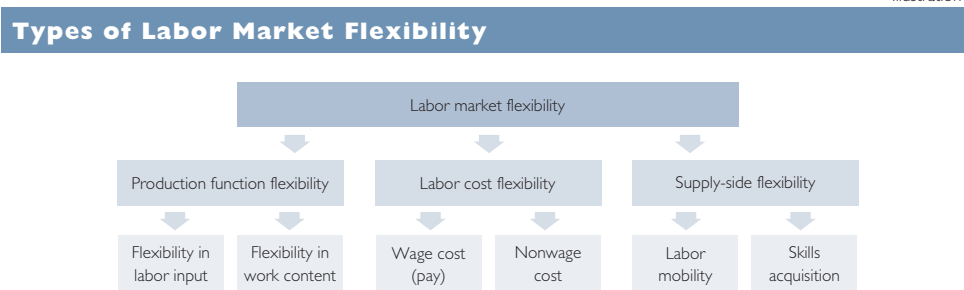 Types of Labor Market Flexibility
Labor market flexibility
Production function flexibility
Labor cost flexibility
Supply-side flexibility
Flexibility in
labor input
Flexibility in
work content
Wage cost
(pay)
Nonwage
cost
Labor
mobility
Skills
acquisition